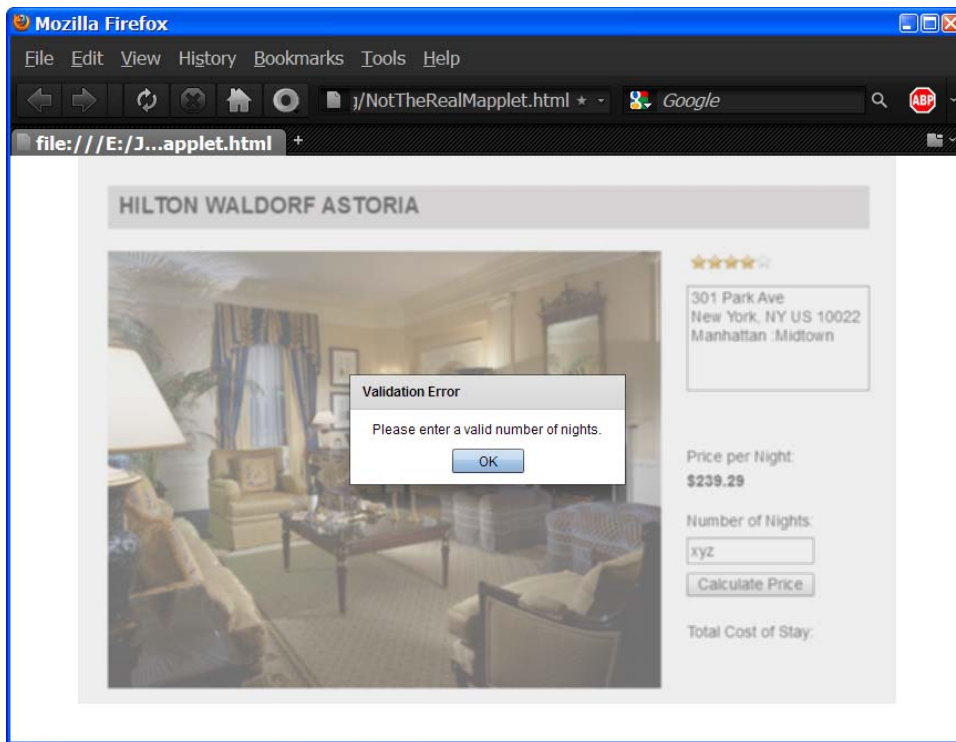 Mozilla Firefox
File Edit View History Bookmarks Tools Help
g/NotTheRealMapplet.html Google ABP
file:///E:/J...applet.html +
HILTON WALDORF ASTORIA
301 Park Ave
New York, NY US 10022
Manhattan :Midtown
Validation Error
Please enter a valid number of nights.
OK
Price per Night:
$239.29
Number of Nights:
xyz
Calculate Price
Total Cost of Stay: